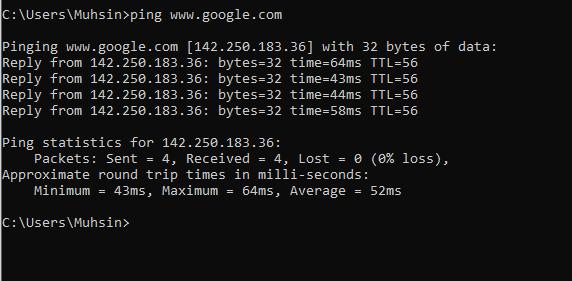 C:\Users\Muhsin>ping www.google.com
Pinging www.google.com [142.250.183.36] with 32 bytes of data:
Reply from 142.250.183.36: bytes=32 time=64ms TTL=56
Reply from 142.250.183.36: bytes=32 time=43ms TTL=56
Reply from 142.250.183.36: bytes=32 time=44ms TTL=56
Reply from 142.250.183.36: bytes=32 time=58ms TTL=56
Ping statistics for 142.250.183.36:
    Packets: Sent = 4, Received = 4, Lost = 0 (0% loss),
Approximate round trip times in milli-seconds:
    Minimum = 43ms, Maximum = 64ms, Average = 52ms
C:\Users\Muhsin>